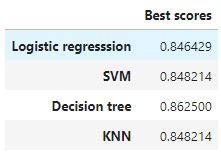 Best scores
Logistic regresssion 0.846429
SVM 0.848214
Decision tree 0.862500
KNN 0.848214